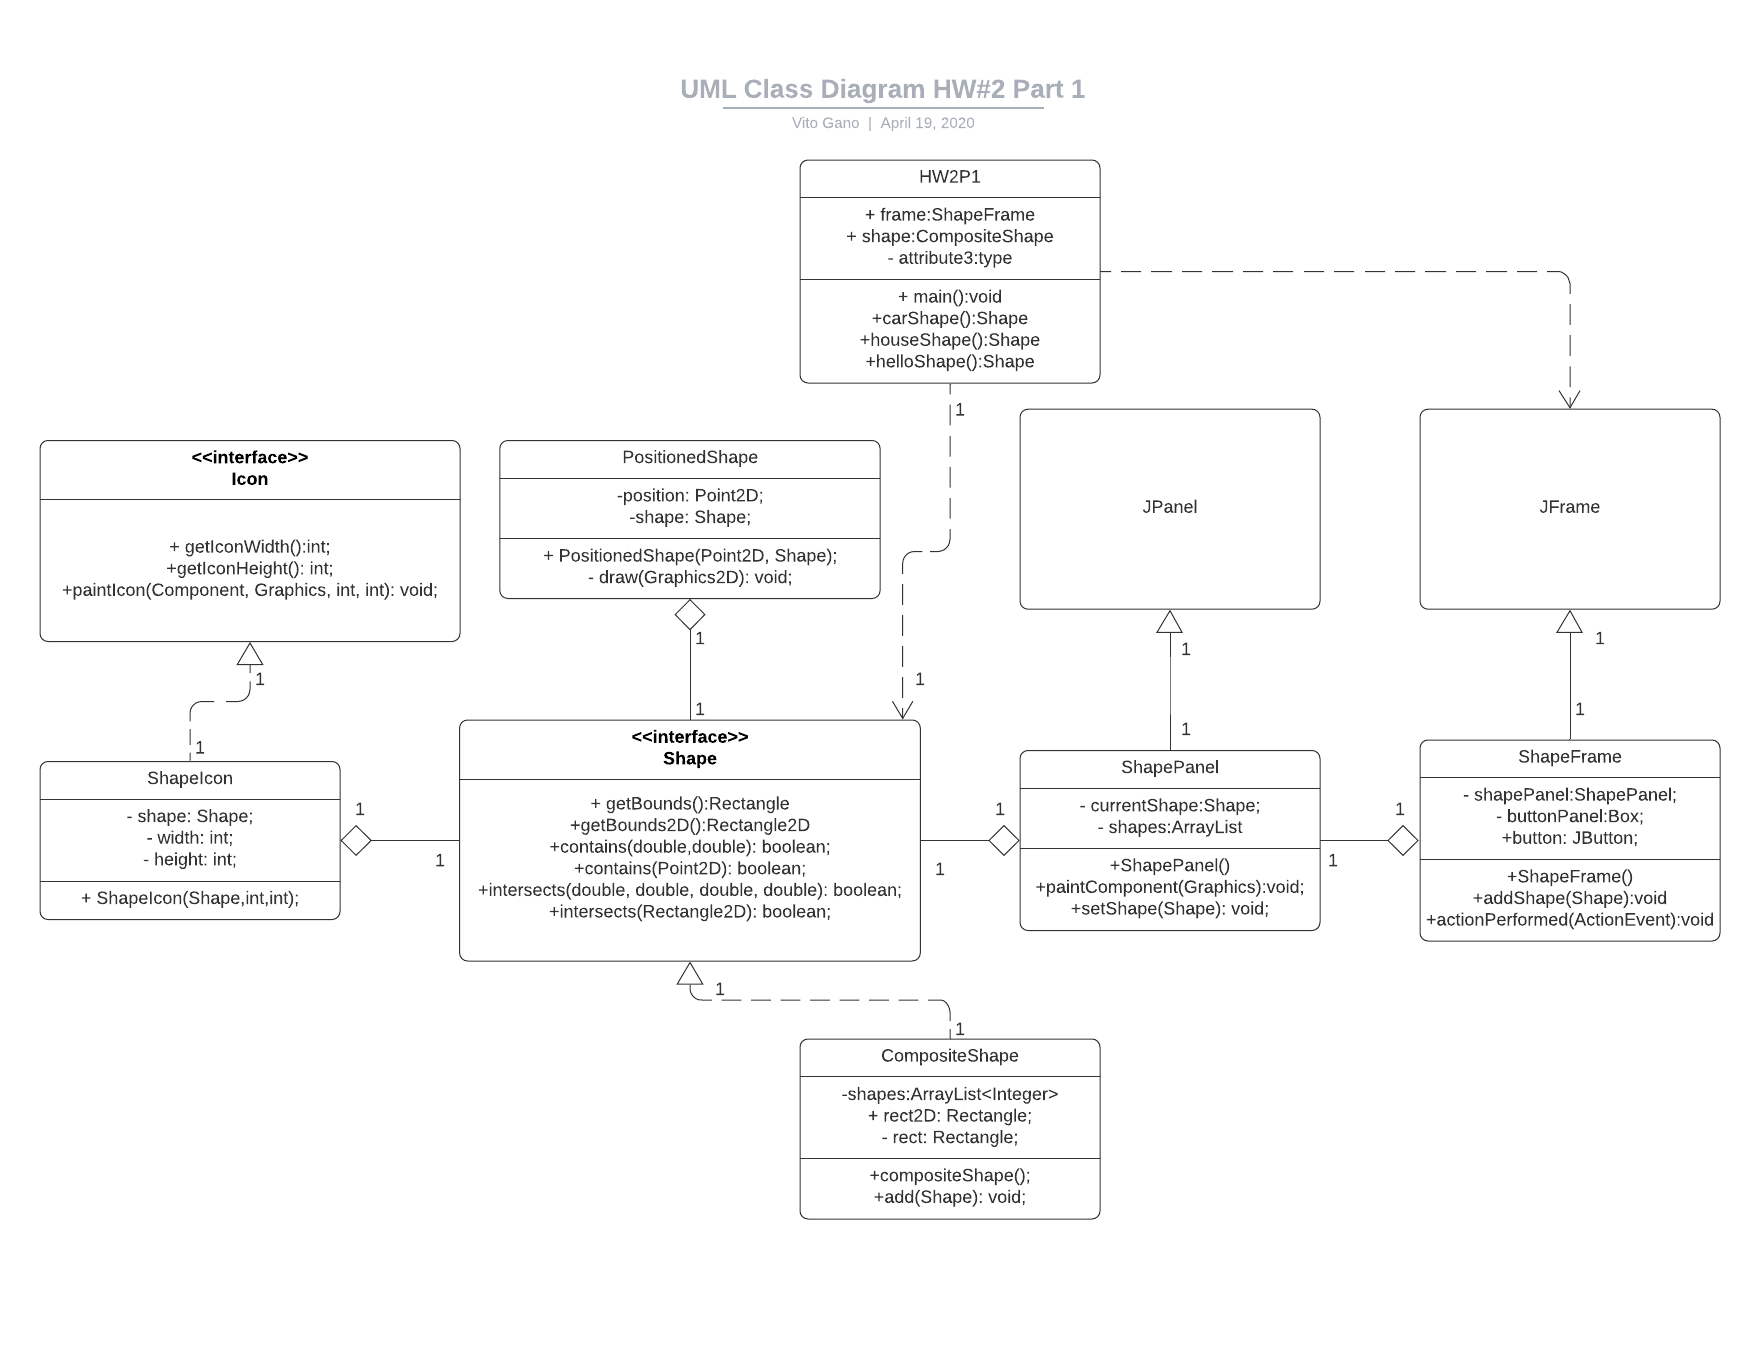 UML Class Diagram HW#2 Part 1
Vito Gano | April 19, 2020
HW2P1
+ frame:ShapeFrame
+ shape:CompositeShape
- attribute3:type
+ main():void
+carShape():Shape
+houseShape():Shape
+helloShape():Shape
1
1
<<interface>>
Icon
+ getIconWidth():int;
+getIconHeight(): int;
+paintIcon(Component, Graphics, int, int): void;
1
1
PositionedShape
-position: Point2D;
-shape: Shape;
+ PositionedShape(Point2D, Shape);
- draw(Graphics2D): void;
1
1
JPanel
1
1
JFrame
1
1
ShapeIcon
- shape: Shape;
- width: int;
- height: int;
+ ShapeIcon(Shape,int,int);
1
1
<<interface>>
Shape
+ getBounds():Rectangle
+getBounds2D():Rectangle2D
+contains(double,double): boolean;
+contains(Point2D): boolean;
+intersects(double, double, double, double): boolean;
+intersects(Rectangle2D): boolean;
1
1
ShapePanel
- currentShape:Shape;
- shapes:ArrayList
+ShapePanel()
+paintComponent(Graphics):void;
+setShape(Shape): void;
1
1
ShapeFrame
- shapePanel:ShapePanel;
- buttonPanel:Box;
+button: JButton;
+ShapeFrame()
+addShape(Shape):void
+actionPerformed(ActionEvent):void
1
1
CompositeShape
-shapes:ArrayList<Integer>
+ rect2D: Rectangle;
- rect: Rectangle;
+compositeShape();
+add(Shape): void;